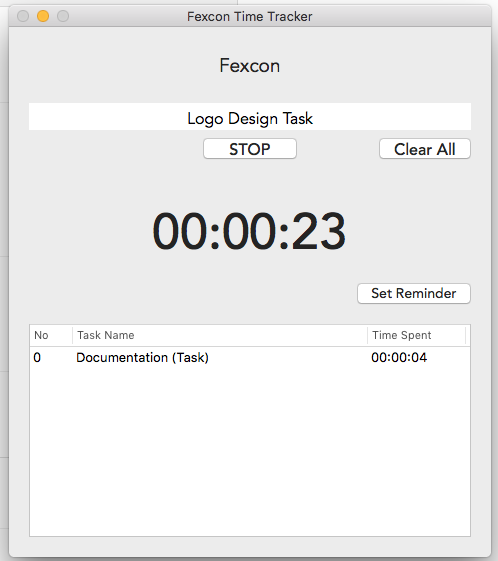 Fexcon Time Tracker
Fexcon
Logo Design Task
STOP Clear All
00:00:23
Set Reminder
No Task Name Time Spent
0 Documentation (Task) 00:00:04